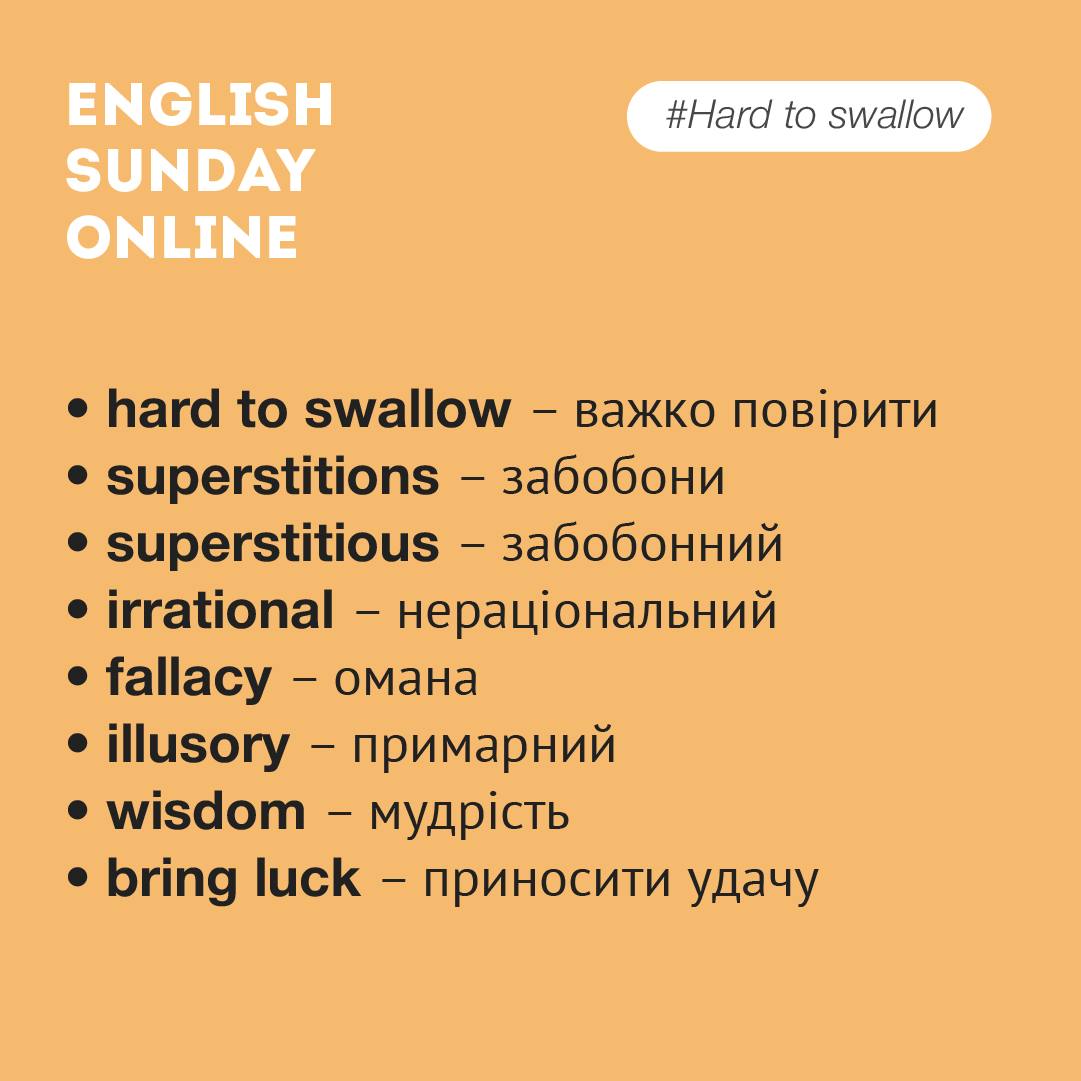 ENGLISH
SUNDAY
ONLINE
#Hard to swallow
• hard to swallow – важко повірити
• superstitions – забобони
• superstitious – забобонний
• irrational – нераціональний
• fallacy – омана
• illusory – примарний
• wisdom – мудрість
• bring luck – приносити удачу